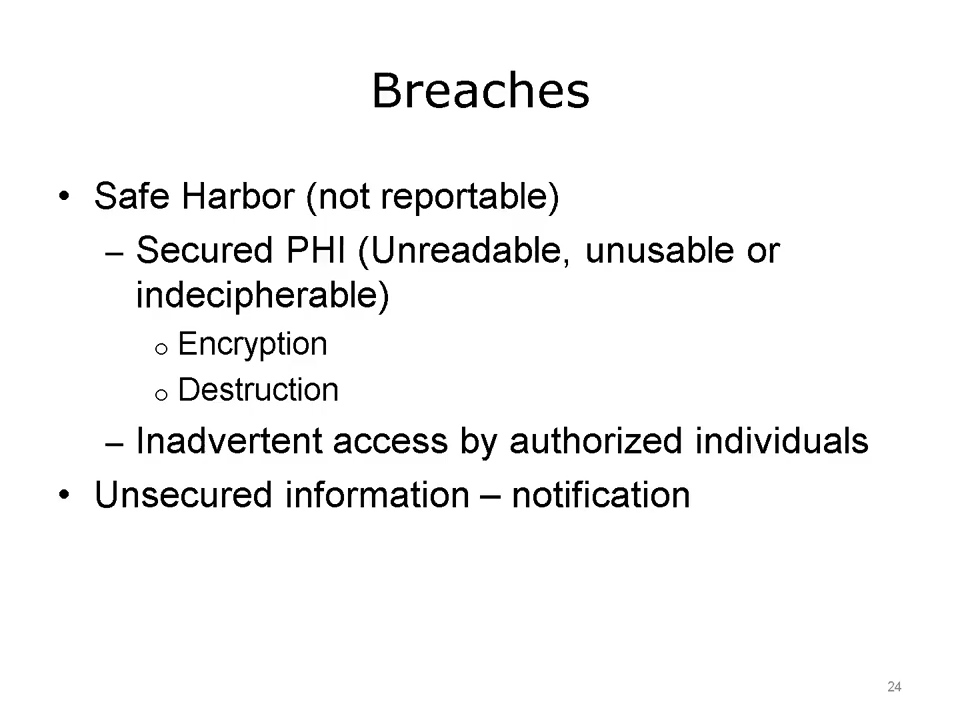 Breaches
• Safe Harbor (not reportable)
– Secured PHI (Unreadable, unusable or
indecipherable)
o Encryption
o Destruction
– Inadvertent access by authorized individuals
• Unsecured information – notification
24